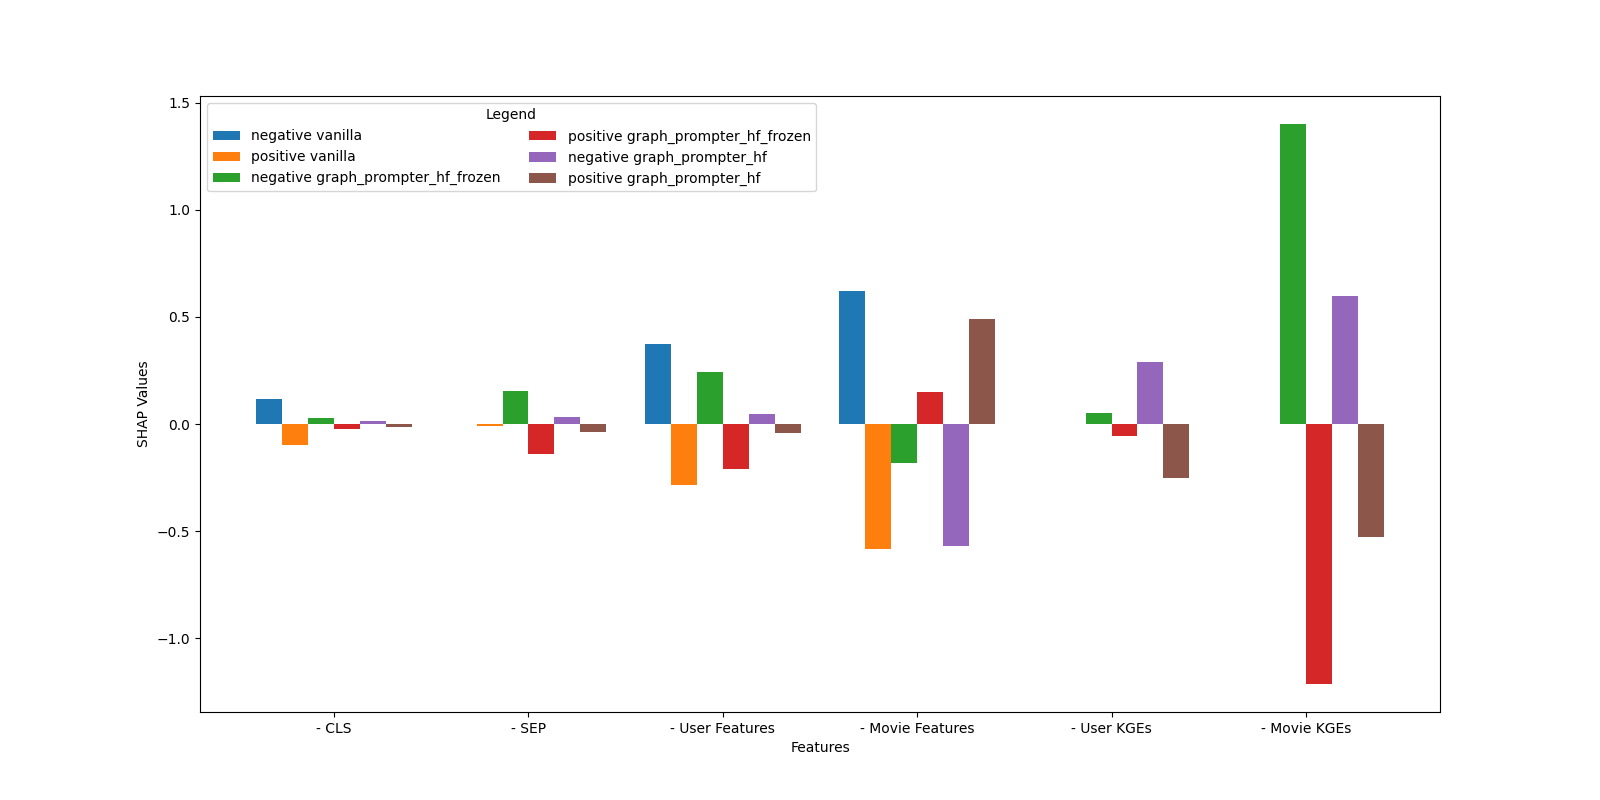 Legend
negative vanilla
positive vanilla
negative graph_prompter_hf_frozen
positive graph_prompter_hf_frozen
negative graph_prompter_hf
positive graph_prompter_hf
SHAP Values
1.5
1.0
0.5
0.0
−0.5
−1.0
- CLS
- SEP
- User Features
- Movie Features
- User KGEs
- Movie KGEs
Features